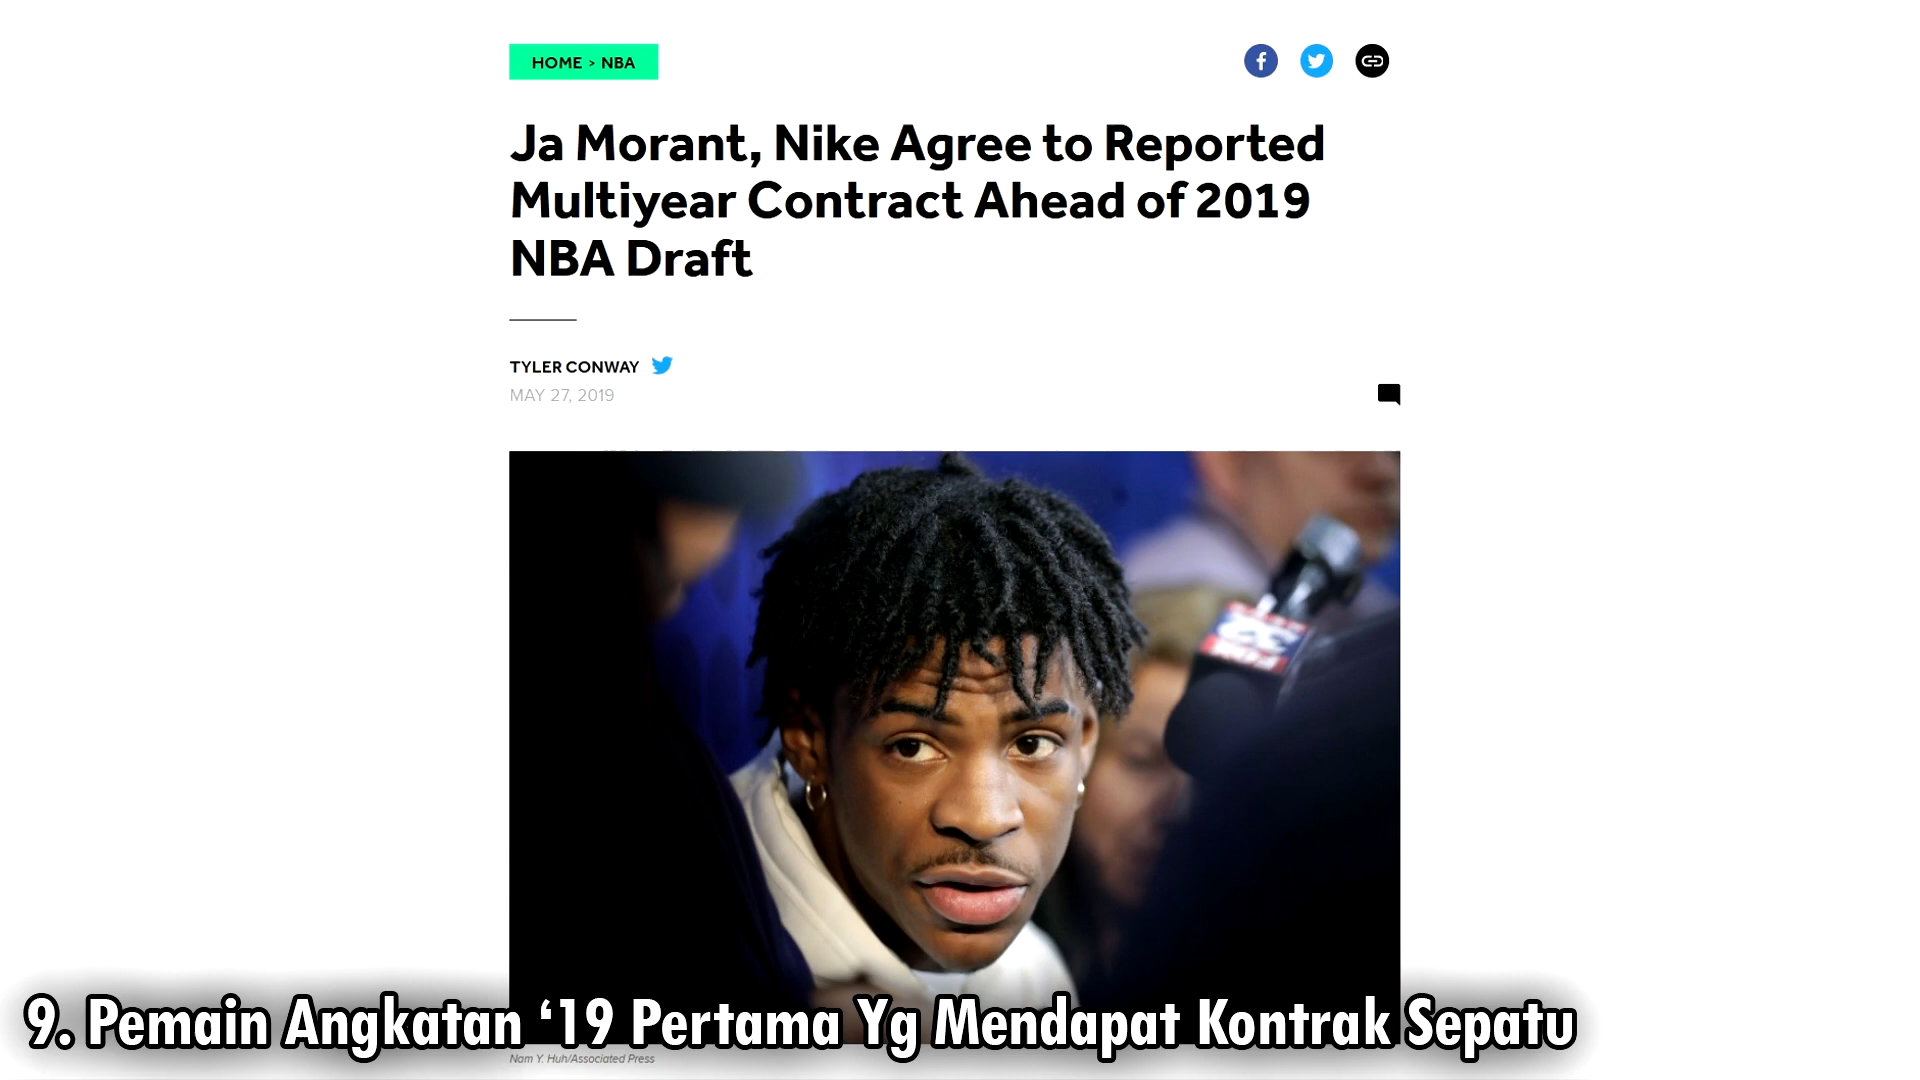 HOME > NBA
Ja Morant, Nike Agree to Reported
Multiyear Contract Ahead of 2019
NBA Draft
TYLER CONWAY
MAY 27, 2019
9. Pemain Angkatan ‘19 Pertama Yg Mendapat Kontrak Sepatu
Nam Y. Huh/Associated Press